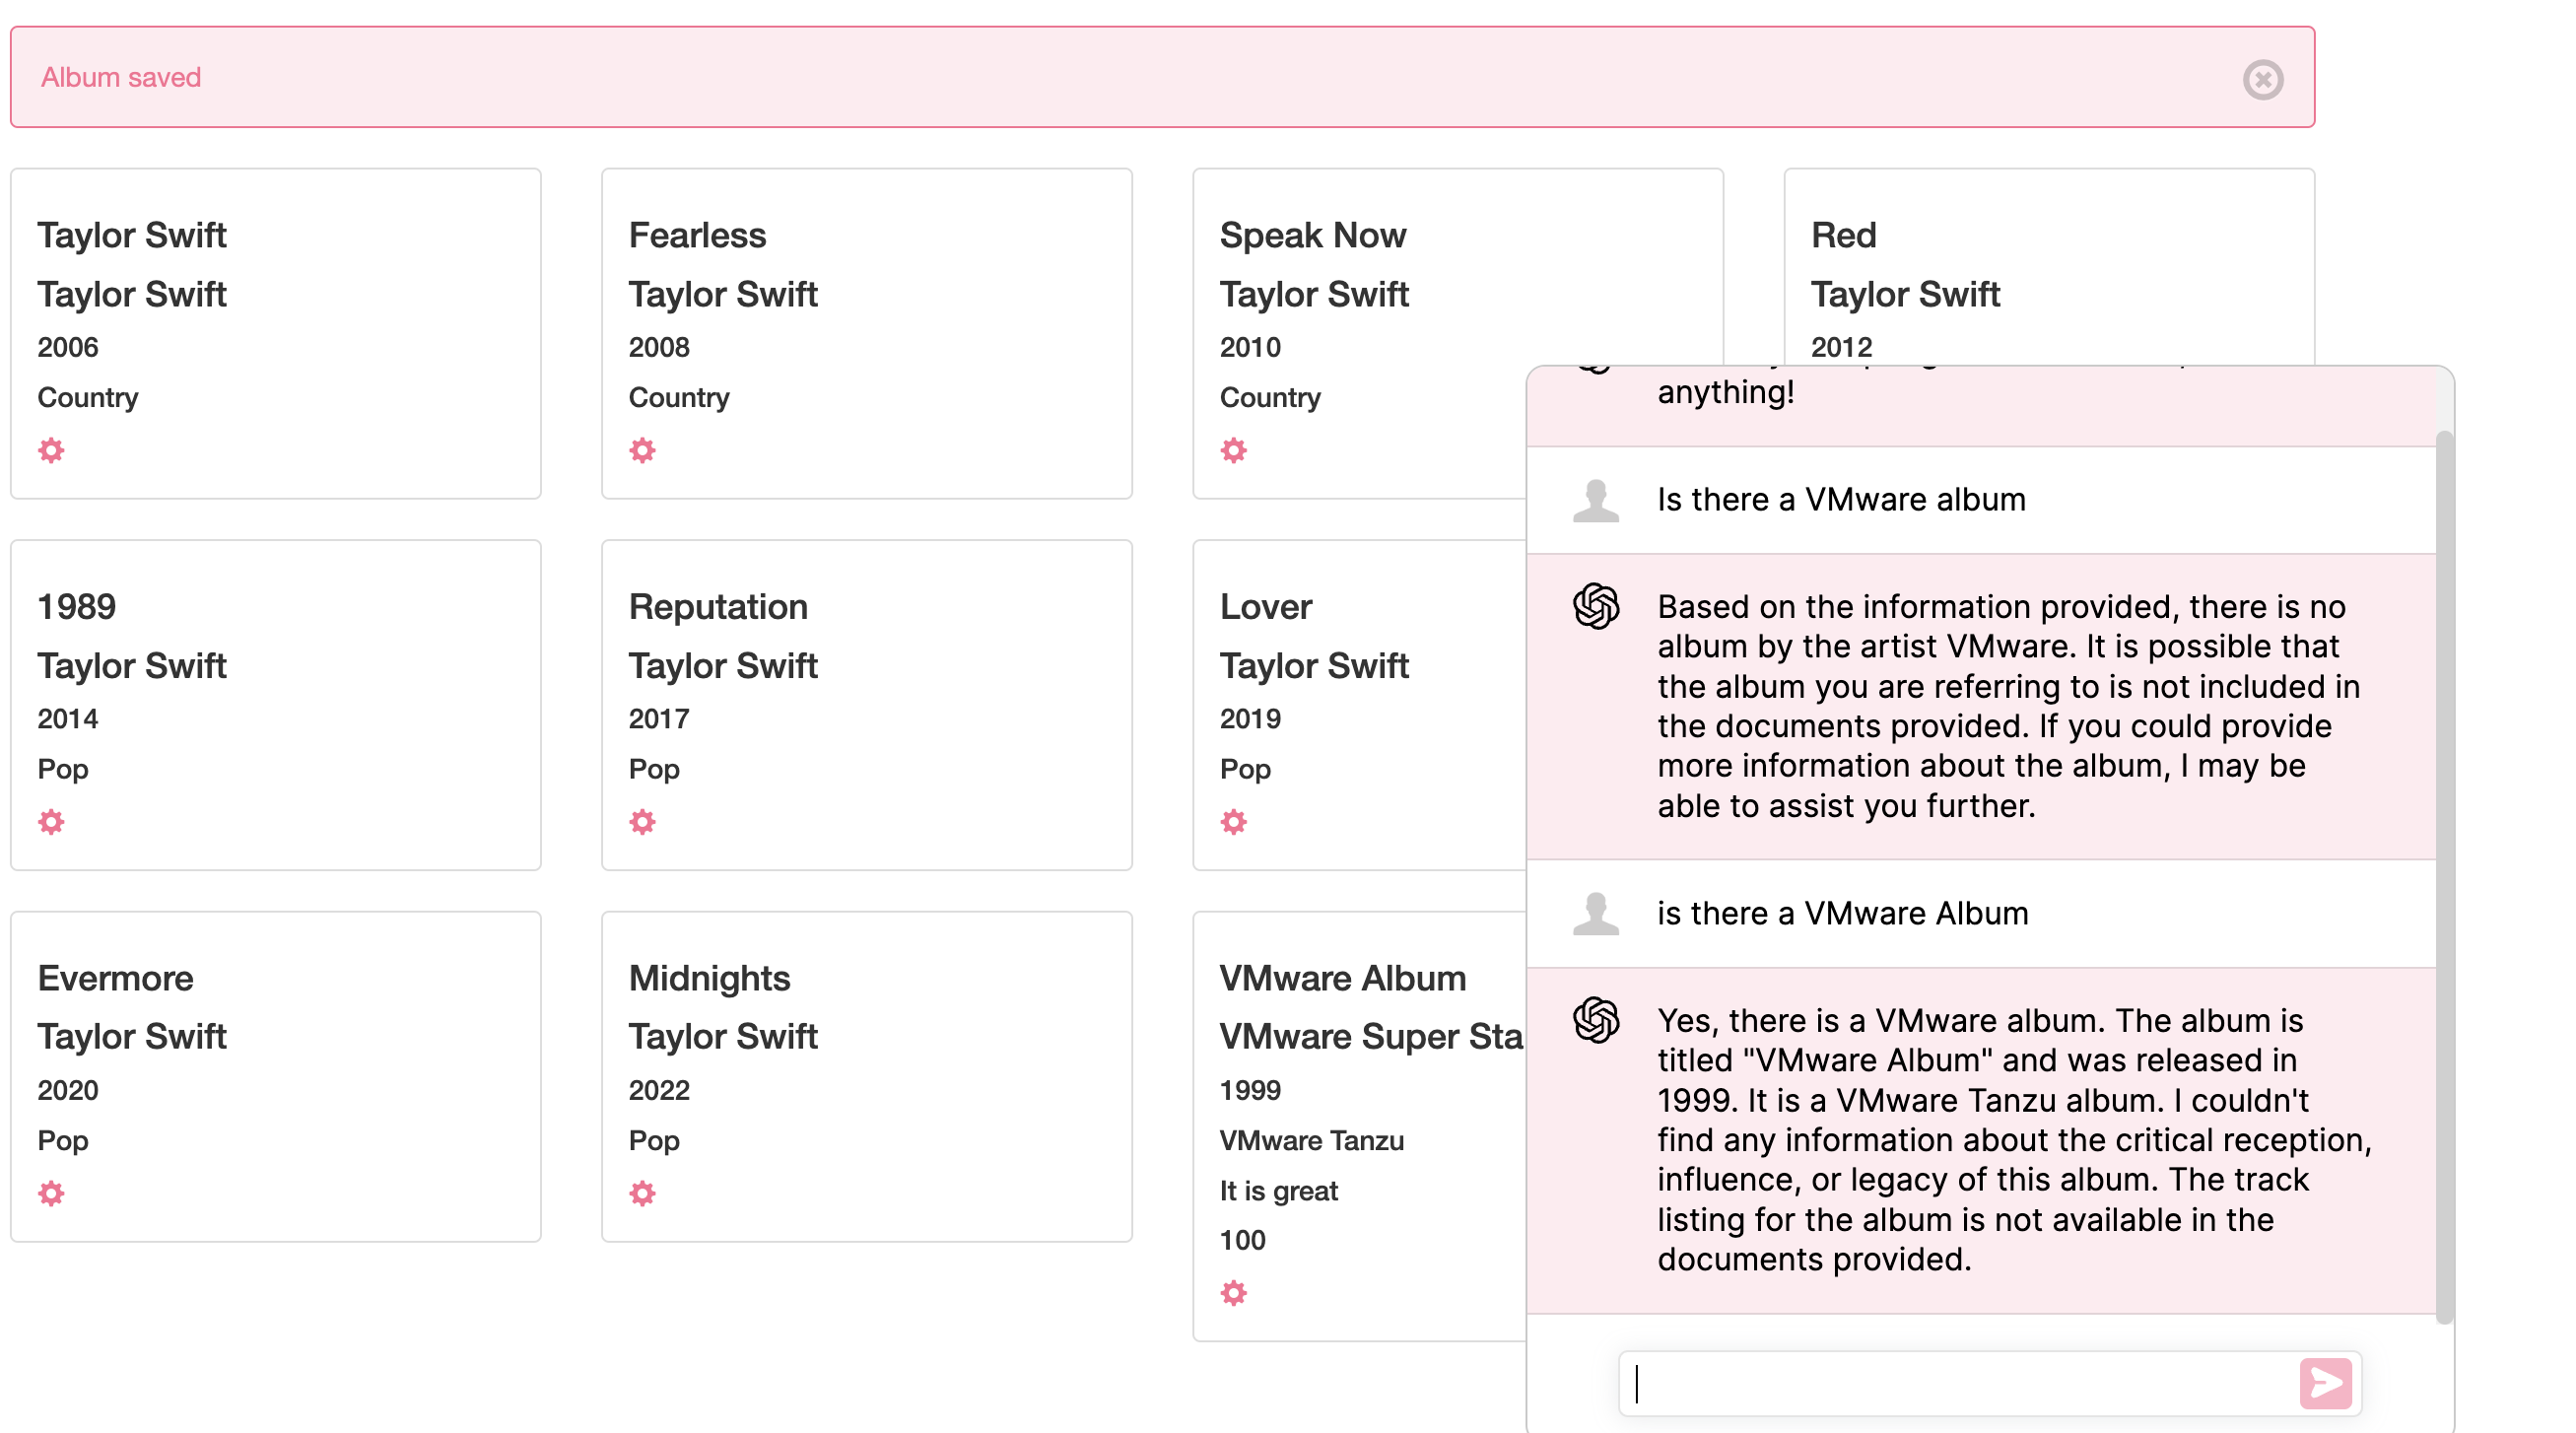 Album saved
Taylor Swift
Taylor Swift
2006
Country
Fearless
Taylor Swift
2008
Country
Speak Now
Taylor Swift
2010
Country
Red
Taylor Swift
2012
1989
Taylor Swift
2014
Pop
Reputation
Taylor Swift
2017
Pop
Lover
Taylor Swift
2019
Pop
Evermore
Taylor Swift
2020
Pop
Midnights
Taylor Swift
2022
Pop
VMware Album
VMware Super Sta
1999
VMware Tanzu
It is great
100
anything!
Is there a VMware album
Based on the information provided, there is no
album by the artist VMware. It is possible that
the album you are referring to is not included in
the documents provided. If you could provide
more information about the album, I may be
able to assist you further.
is there a VMware Album
Yes, there is a VMware album. The album is
titled "VMware Album" and was released in
1999. It is a VMware Tanzu album. I couldn't
find any information about the critical reception,
influence, or legacy of this album. The track
listing for the album is not available in the
documents provided.